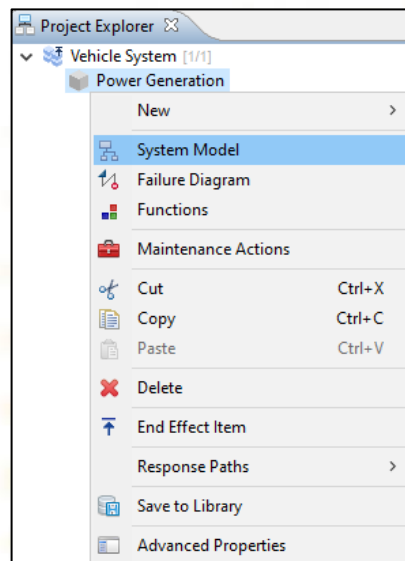 Project Explorer
Vehicle System [1/1]
Power Generation
New >
System Model
Failure Diagram
Functions
Maintenance Actions
Cut Ctrl+X
Copy Ctrl+C
Paste Ctrl+V
Delete
End Effect Item
Response Paths >
Save to Library
Advanced Properties